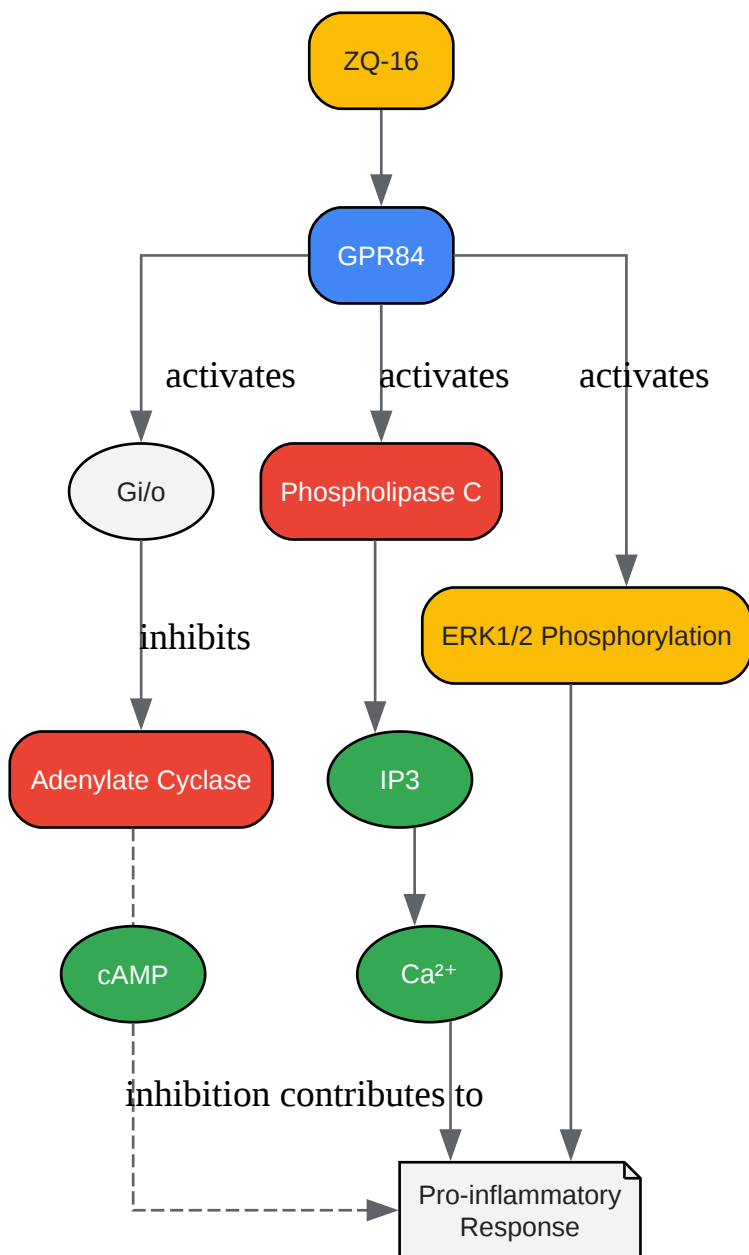 ZQ-16
GPR84
activates
activates
activates
Gi/o
Phospholipase C
inhibits
ERK1/2 Phosphorylation
Adenylate Cyclase
IP3
cAMP
Ca²⁺
inhibition contributes to
Pro-inflammatory
Response